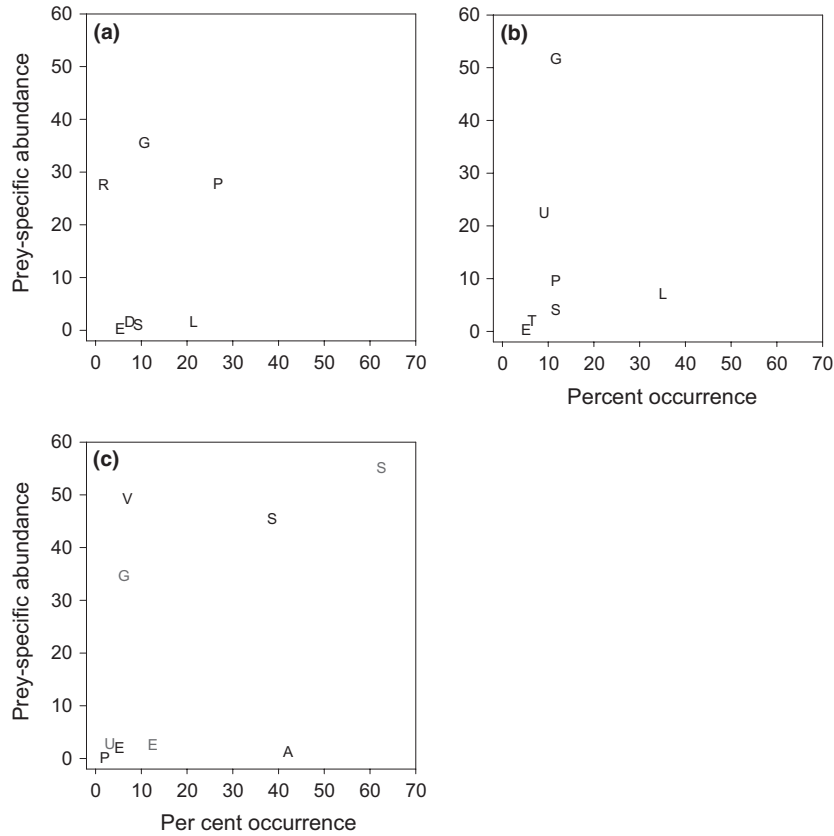 (a)
Prey-specific abundance
60
50
40
30
20
10
0
G
R
P
E
D
S
L
0 10 20 30 40 50 60 70
(b)
60
50
40
30
20
10
0
G
U
P
L
S
T
E
0 10 20 30 40 50 60 70
Percent occurrence
(c)
Prey-specific abundance
60
50
40
30
20
10
0
S
V
S
G
U
E
E
A
P
0 10 20 30 40 50 60 70
Per cent occurrence